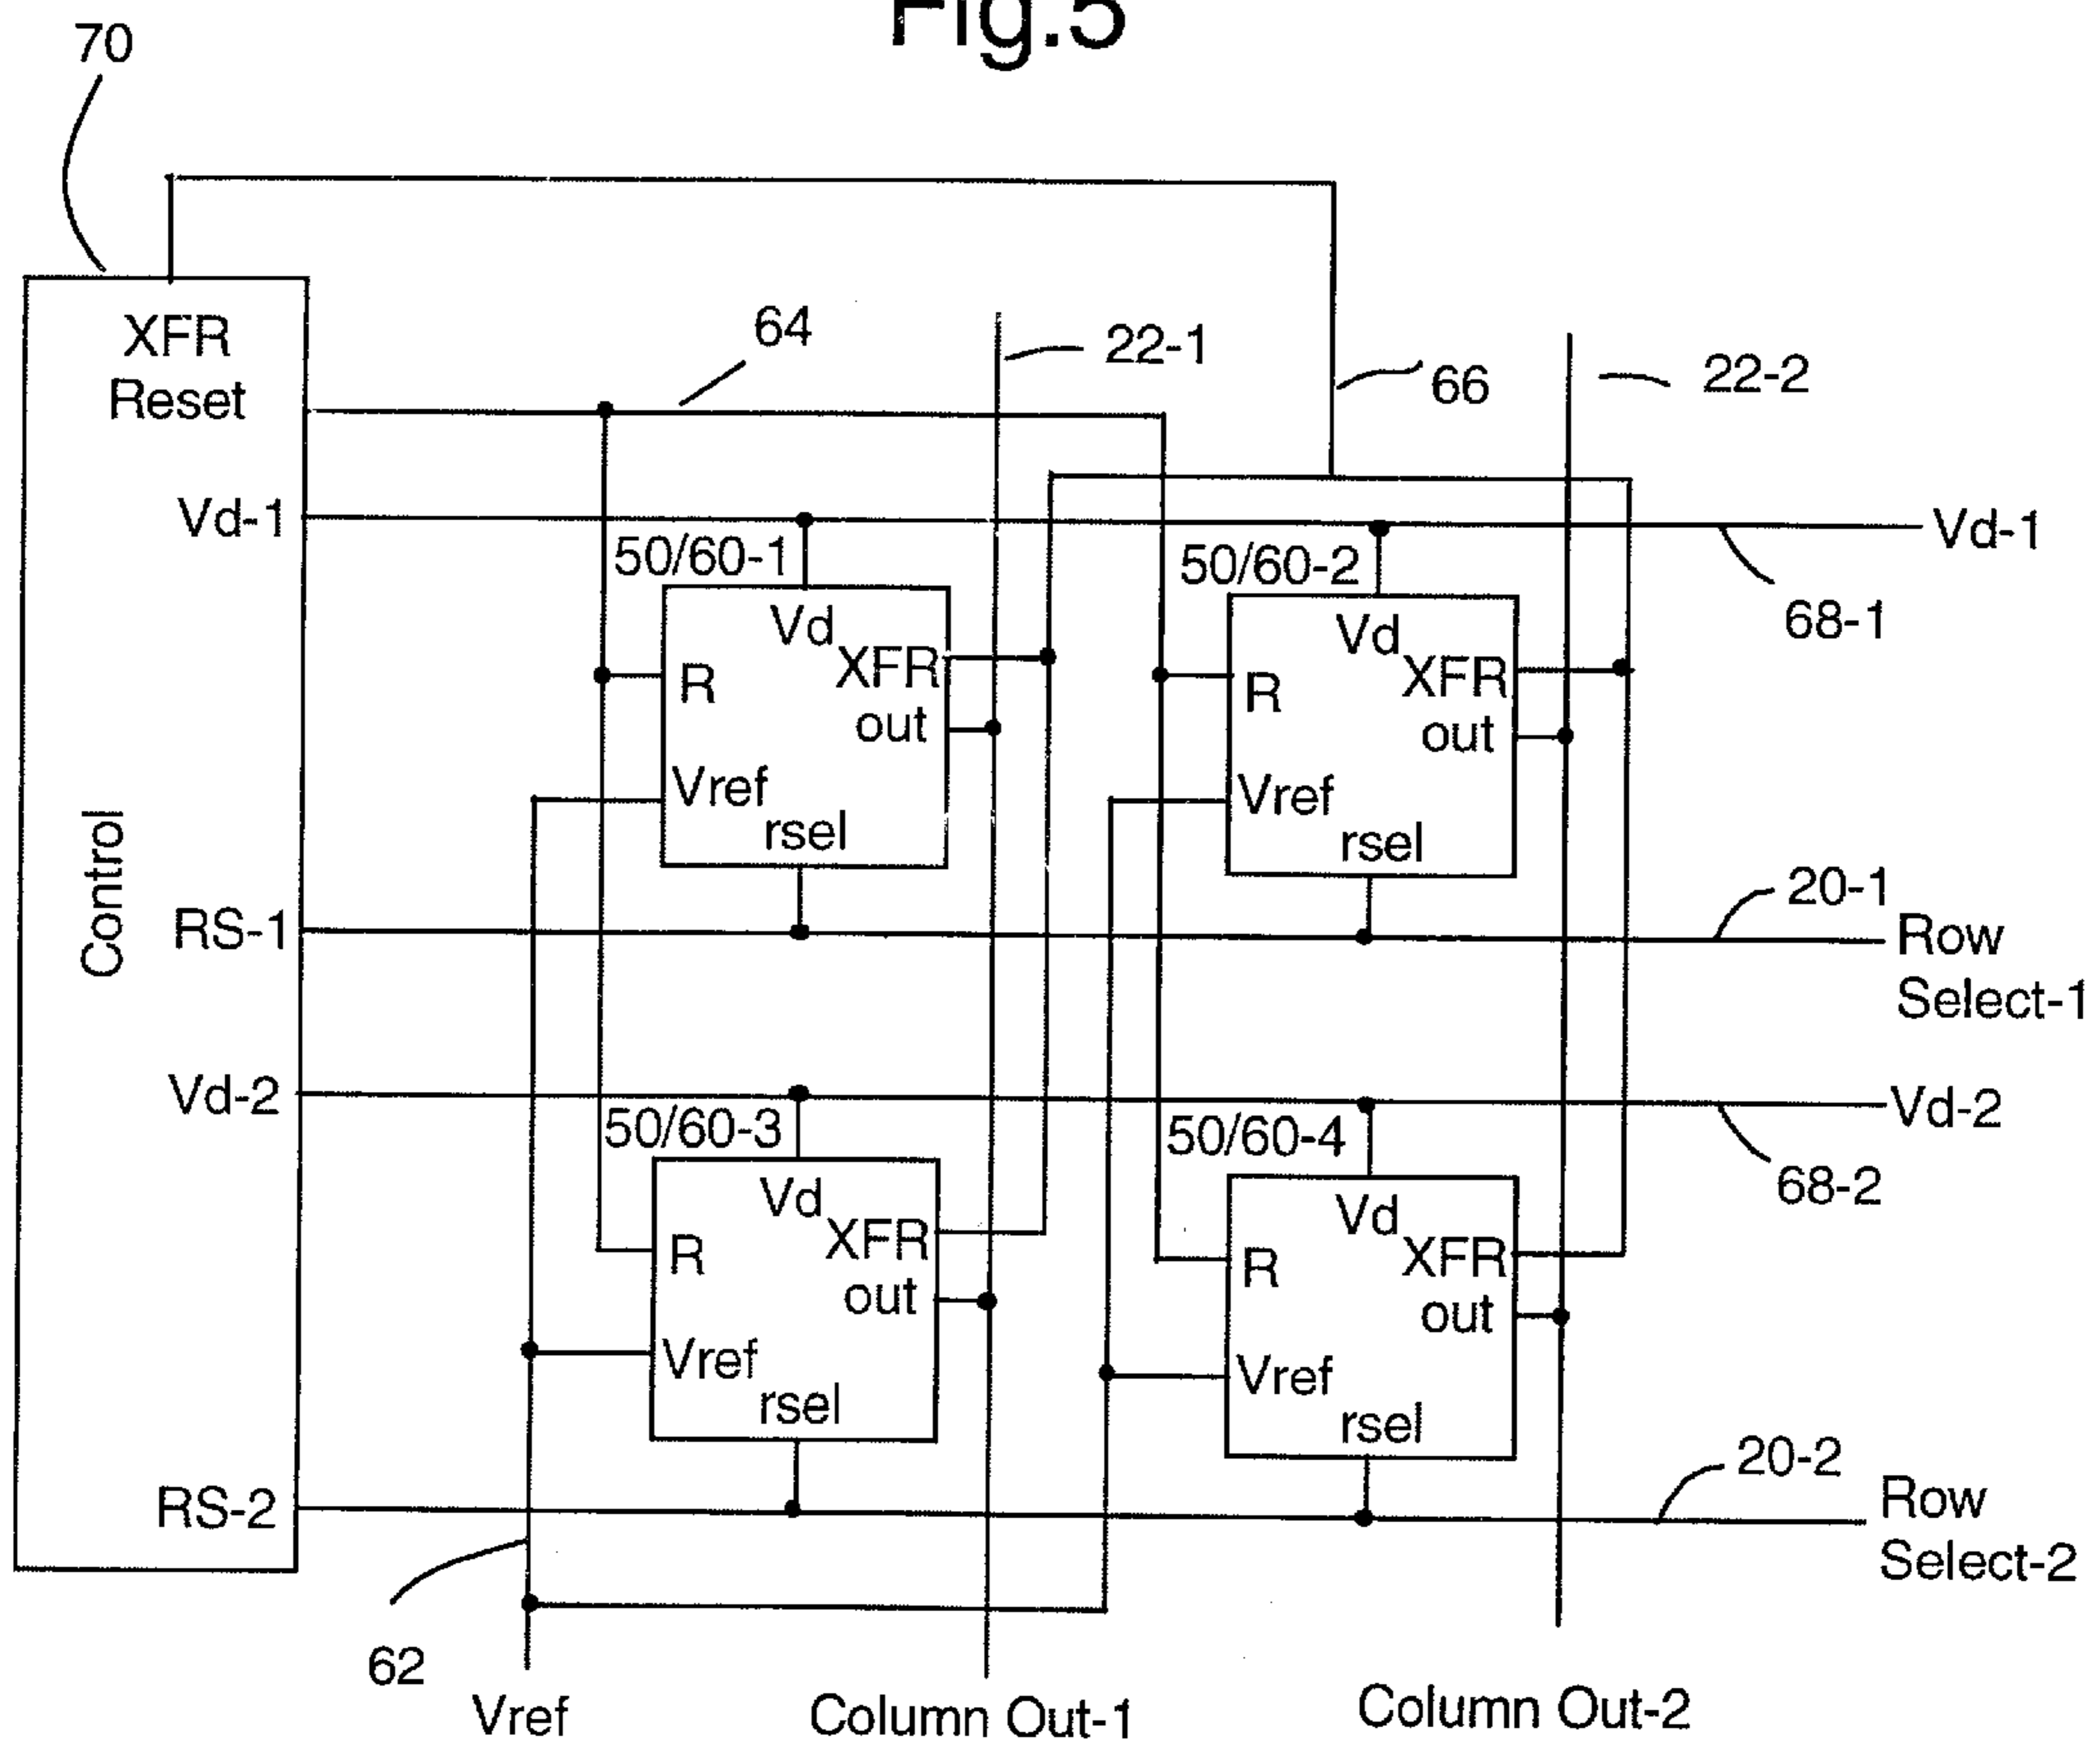 Fig.5
70
XFR
Reset
64
22-1
66
22-2
Vd-1
Vd-1
50/60-1
50/60-2
68-1
Vd
XFR
R
out
Vref
rsel
Vd
XFR
R
out
Vref
rsel
Control
RS-1
20-1
Row
Select-1
Vd-2
Vd-2
50/60-3
50/60-4
68-2
Vd
XFR
R
out
Vref
rsel
Vd
XFR
R
out
Vref
rsel
RS-2
20-2
Row
Select-2
62
Vref
Column Out-1
Column Out-2